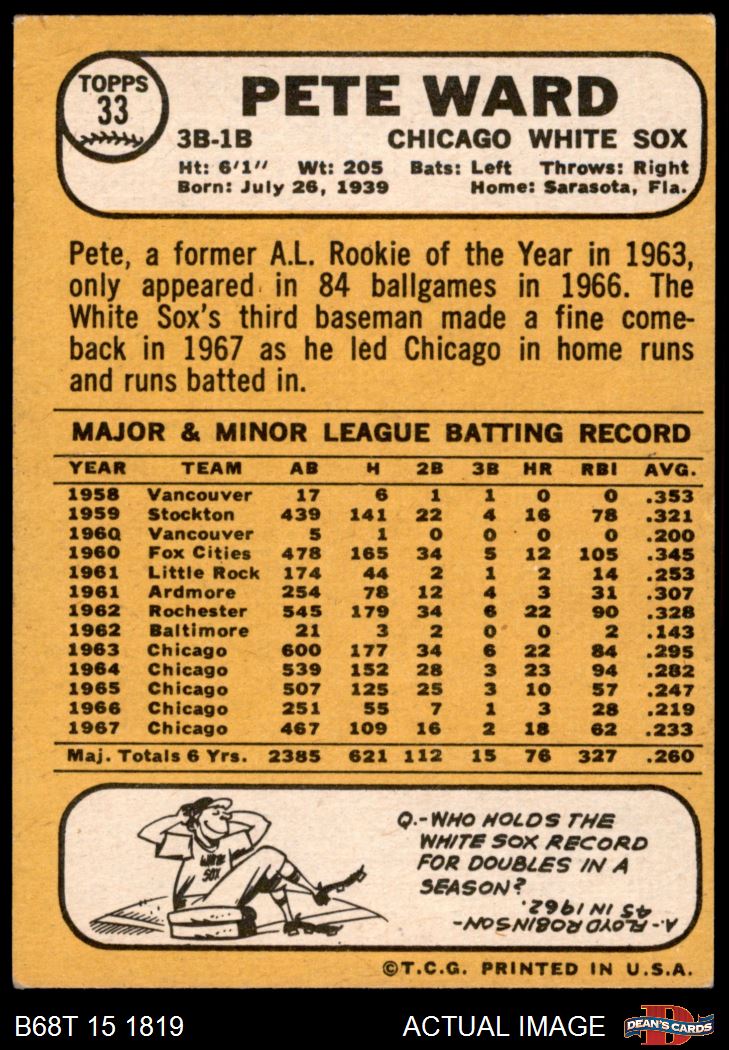 TOPPS
33
PETE WARD
3B-1B CHICAGO WHITE SOX
Ht: 6'1" Wt: 205 Bats: Left Throws: Right
Born: July 26, 1939 Home: Sarasota, Fla.
Pete, a former A.L. Rookie of the Year in 1963,
only appeared in 84 ballgames in 1966. The
White Sox's third baseman made a fine come-
back in 1967 as he led Chicago in home runs
and runs batted in.
MAJOR & MINOR LEAGUE BATTING RECORD
YEAR TEAM AB H 2B 3B HR RBI AVG.
1958 Vancouver 17 6 1 1 0 0 .353
1959 Stockton 439 141 22 4 16 78 .321
1960 Vancouver 5 1 0 0 0 0 .200
1960 Fox Cities 478 165 34 5 12 105 .345
1961 Little Rock 174 44 2 1 2 14 .253
1961 Ardmore 254 78 12 4 3 31 .307
1962 Rochester 545 179 34 6 22 90 .328
1962 Baltimore 21 3 2 0 0 2 .143
1963 Chicago 600 177 34 6 22 84 .295
1964 Chicago 539 152 28 3 23 94 .282
1965 Chicago 507 125 25 3 10 57 .247
1966 Chicago 251 55 7 1 3 28 .219
1967 Chicago 467 109 16 2 18 62 .233
Maj. Totals 6 Yrs. 2385 621 112 15 76 327 .260
WHITE
SOX
Q.-WHO HOLDS THE
WHITE SOX RECORD
FOR DOUBLES IN A
SEASON?
A.-FLOYD ROBINSON-
45 IN 1962.
©T.C.G. PRINTED IN U.S.A.
B68T 15 1819 ACTUAL IMAGE
D
DEAN'S CARDS